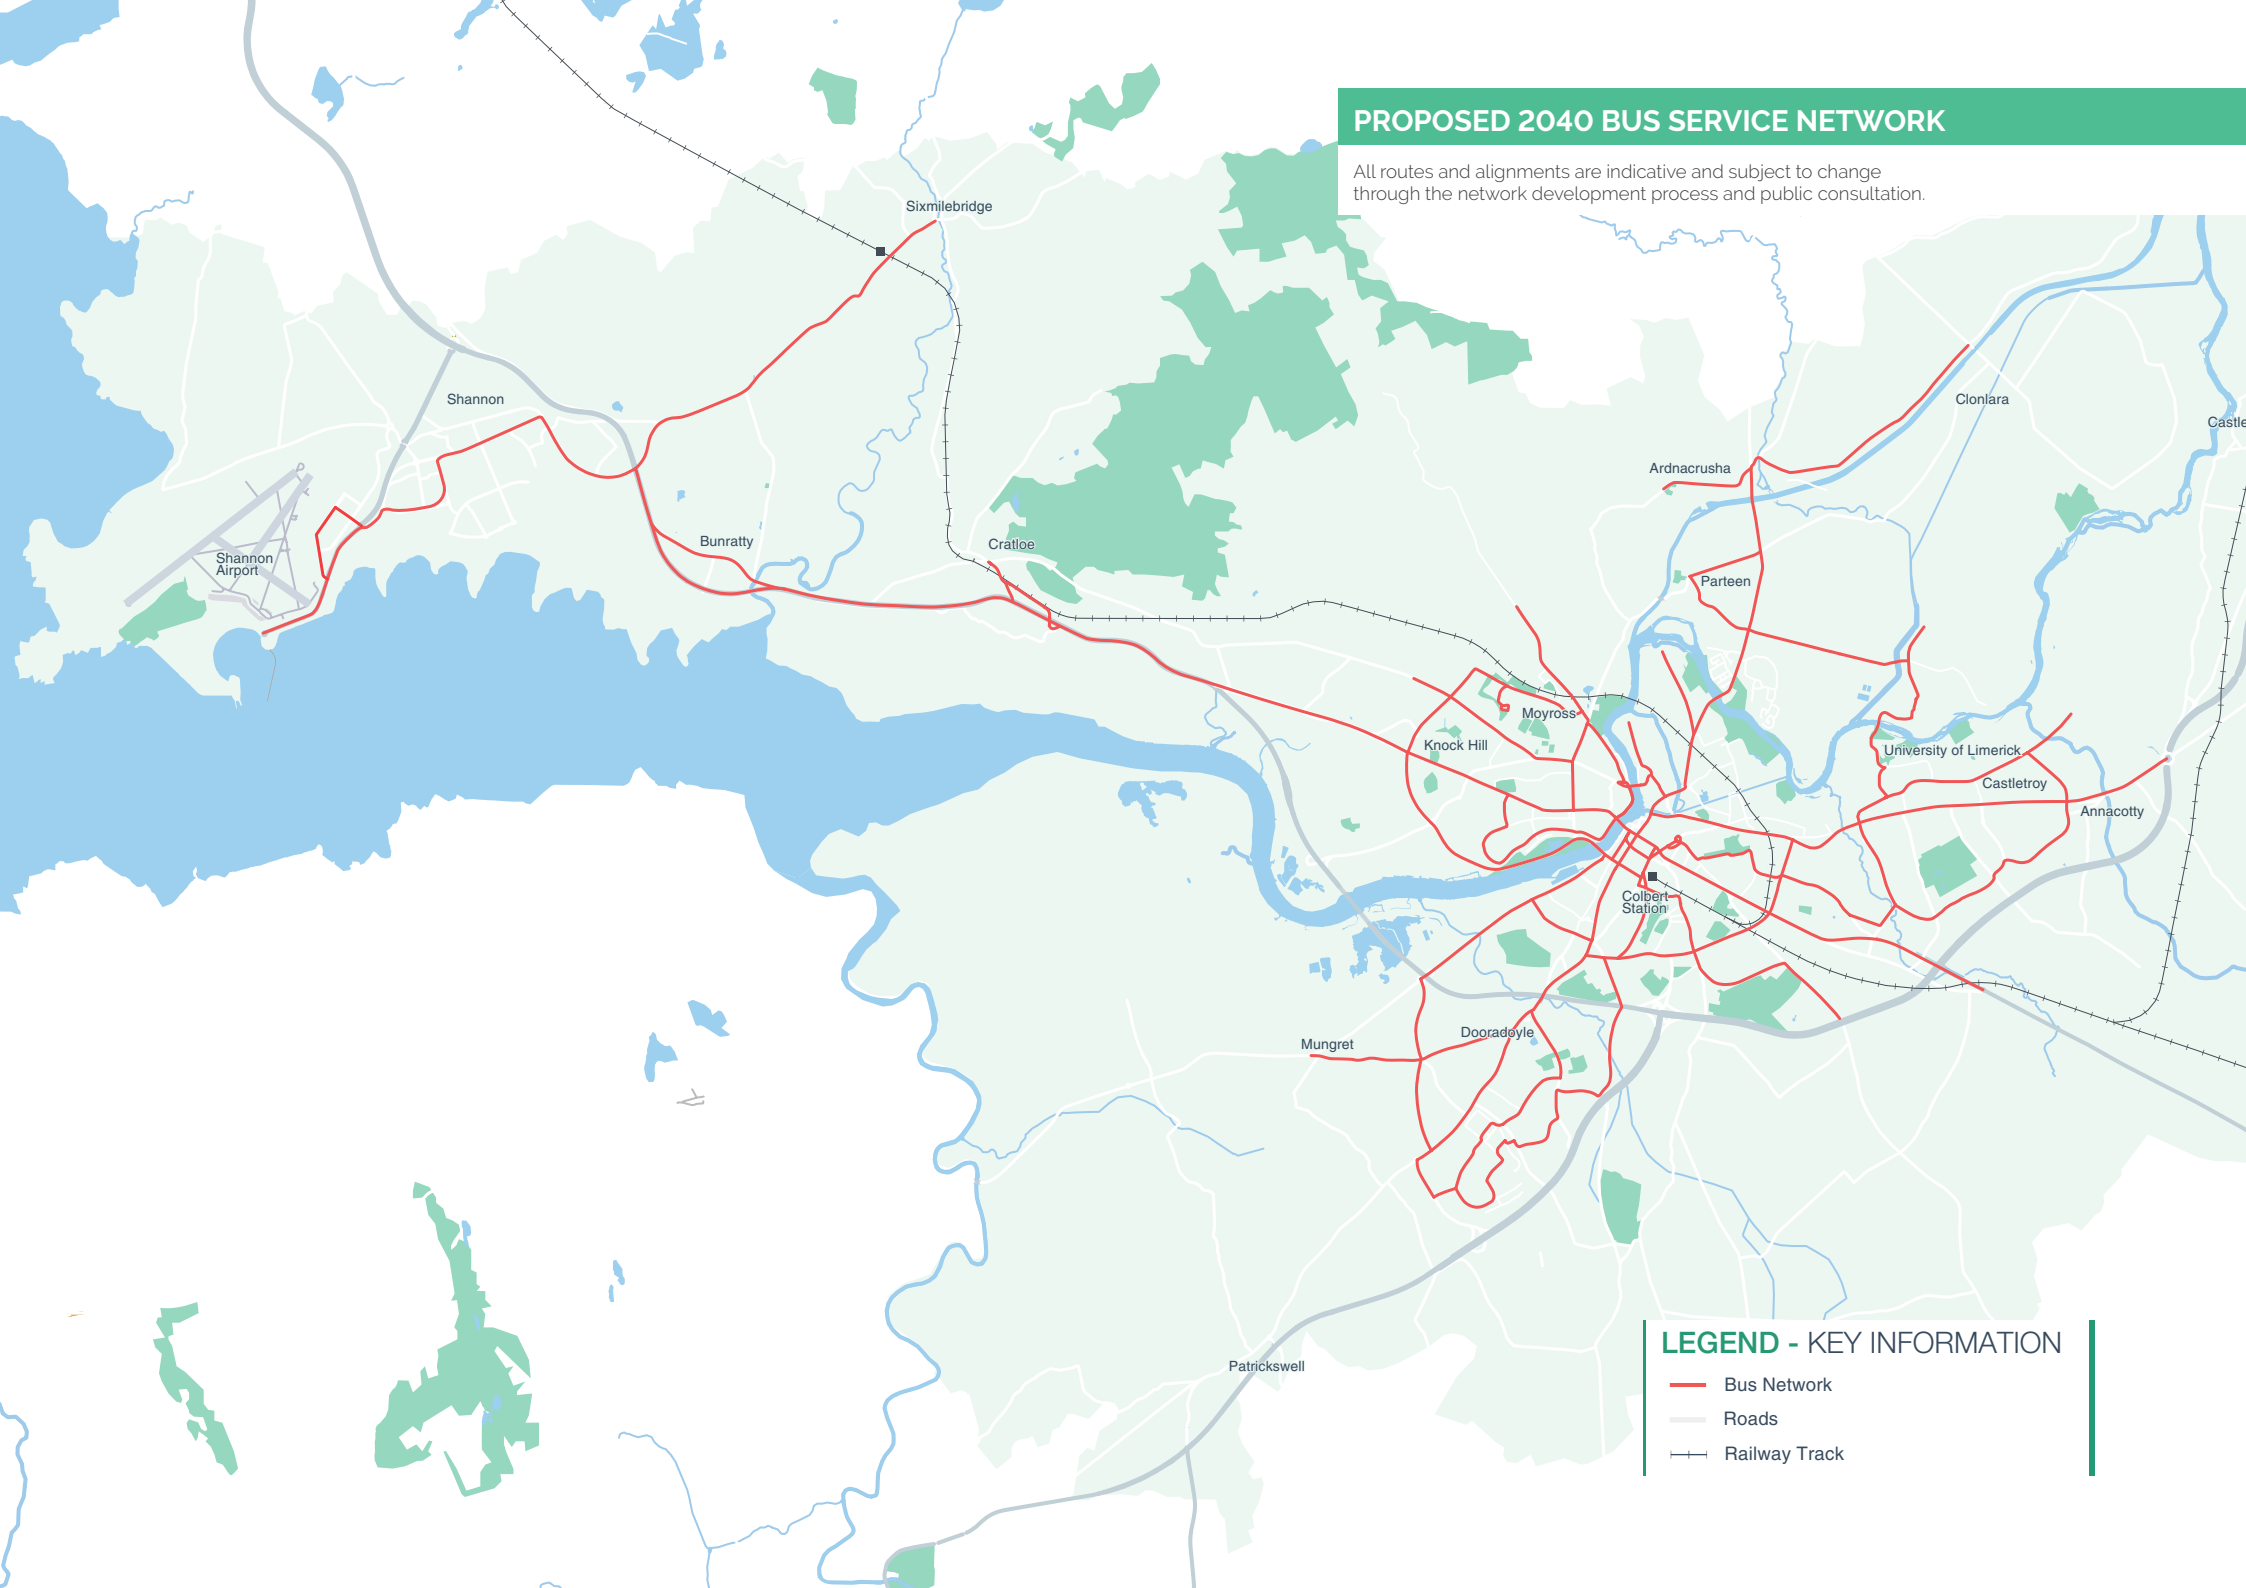 PROPOSED 2040 BUS SERVICE NETWORK
All routes and alignments are indicative and subject to change
through the network development process and public consultation.
Sixmilebridge
Shannon
Clonlara
Castle
Ardnacrusha
Bunratty
Cratloe
Shannon
Airport
Parteen
Moyross
Knock Hill
University of Limerick
Castletroy
Annacotty
Colbert
Station
Dooradoyle
Mungret
Patrickswell
LEGEND - KEY INFORMATION
Bus Network
Roads
Railway Track